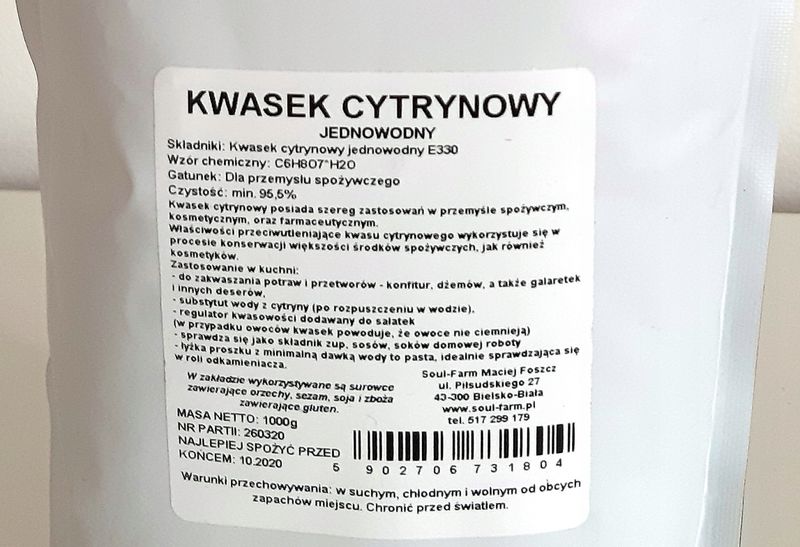 KWASEK CYTRYNOWY
JEDNOWODNY
Składniki: Kwasek cytrynowy jednowodny E330
Wzór chemiczny: C6H8O7*H2O
Gatunek: Dla przemysłu spożywczego
Czystość: min. 95,5%
Kwasek cytrynowy posiada szereg zastosowań w przemyśle spożywczym,
kosmetycznym, oraz farmaceutycznym.
Właściwości przeciwutleniające kwasu cytrynowego wykorzystuje się w
procesie konserwacji większości środków spożywczych, jak również
kosmetyków.
Zastosowanie w kuchni:
- do zakwaszania potraw i przetworów - konfitur, dżemów, a także galaretek
i innych deserów,
- substytut wody z cytryny (po rozpuszczeniu w wodzie),
- regulator kwasowości dodawany do sałatek
(w przypadku owoców kwasek powoduje, że owoce nie ciemnieją)
- sprawdza się jako składnik zup, sosów, soków domowej roboty
- łyżka proszku z minimalną dawką wody to pasta, idealnie sprawdzająca się
w roli odkamieniacza.
W zakładzie wykorzystywane są surowce
zawierające orzechy, sezam, soja i zboża
zawierające gluten.
Soul-Farm Maciej Foszcz
ul. Piłsudskiego 27
43-300 Bielsko-Biała
www.soul-farm.pl
tel. 517 299 179
MASA NETTO: 1000g
NR PARTII: 260320
NAJLEPIEJ SPOŻYĆ PRZED
KOŃCEM: 10.2020
5 902706 731804
Warunki przechowywania: w suchym, chłodnym i wolnym od obcych
zapachów miejscu. Chronić przed światłem.